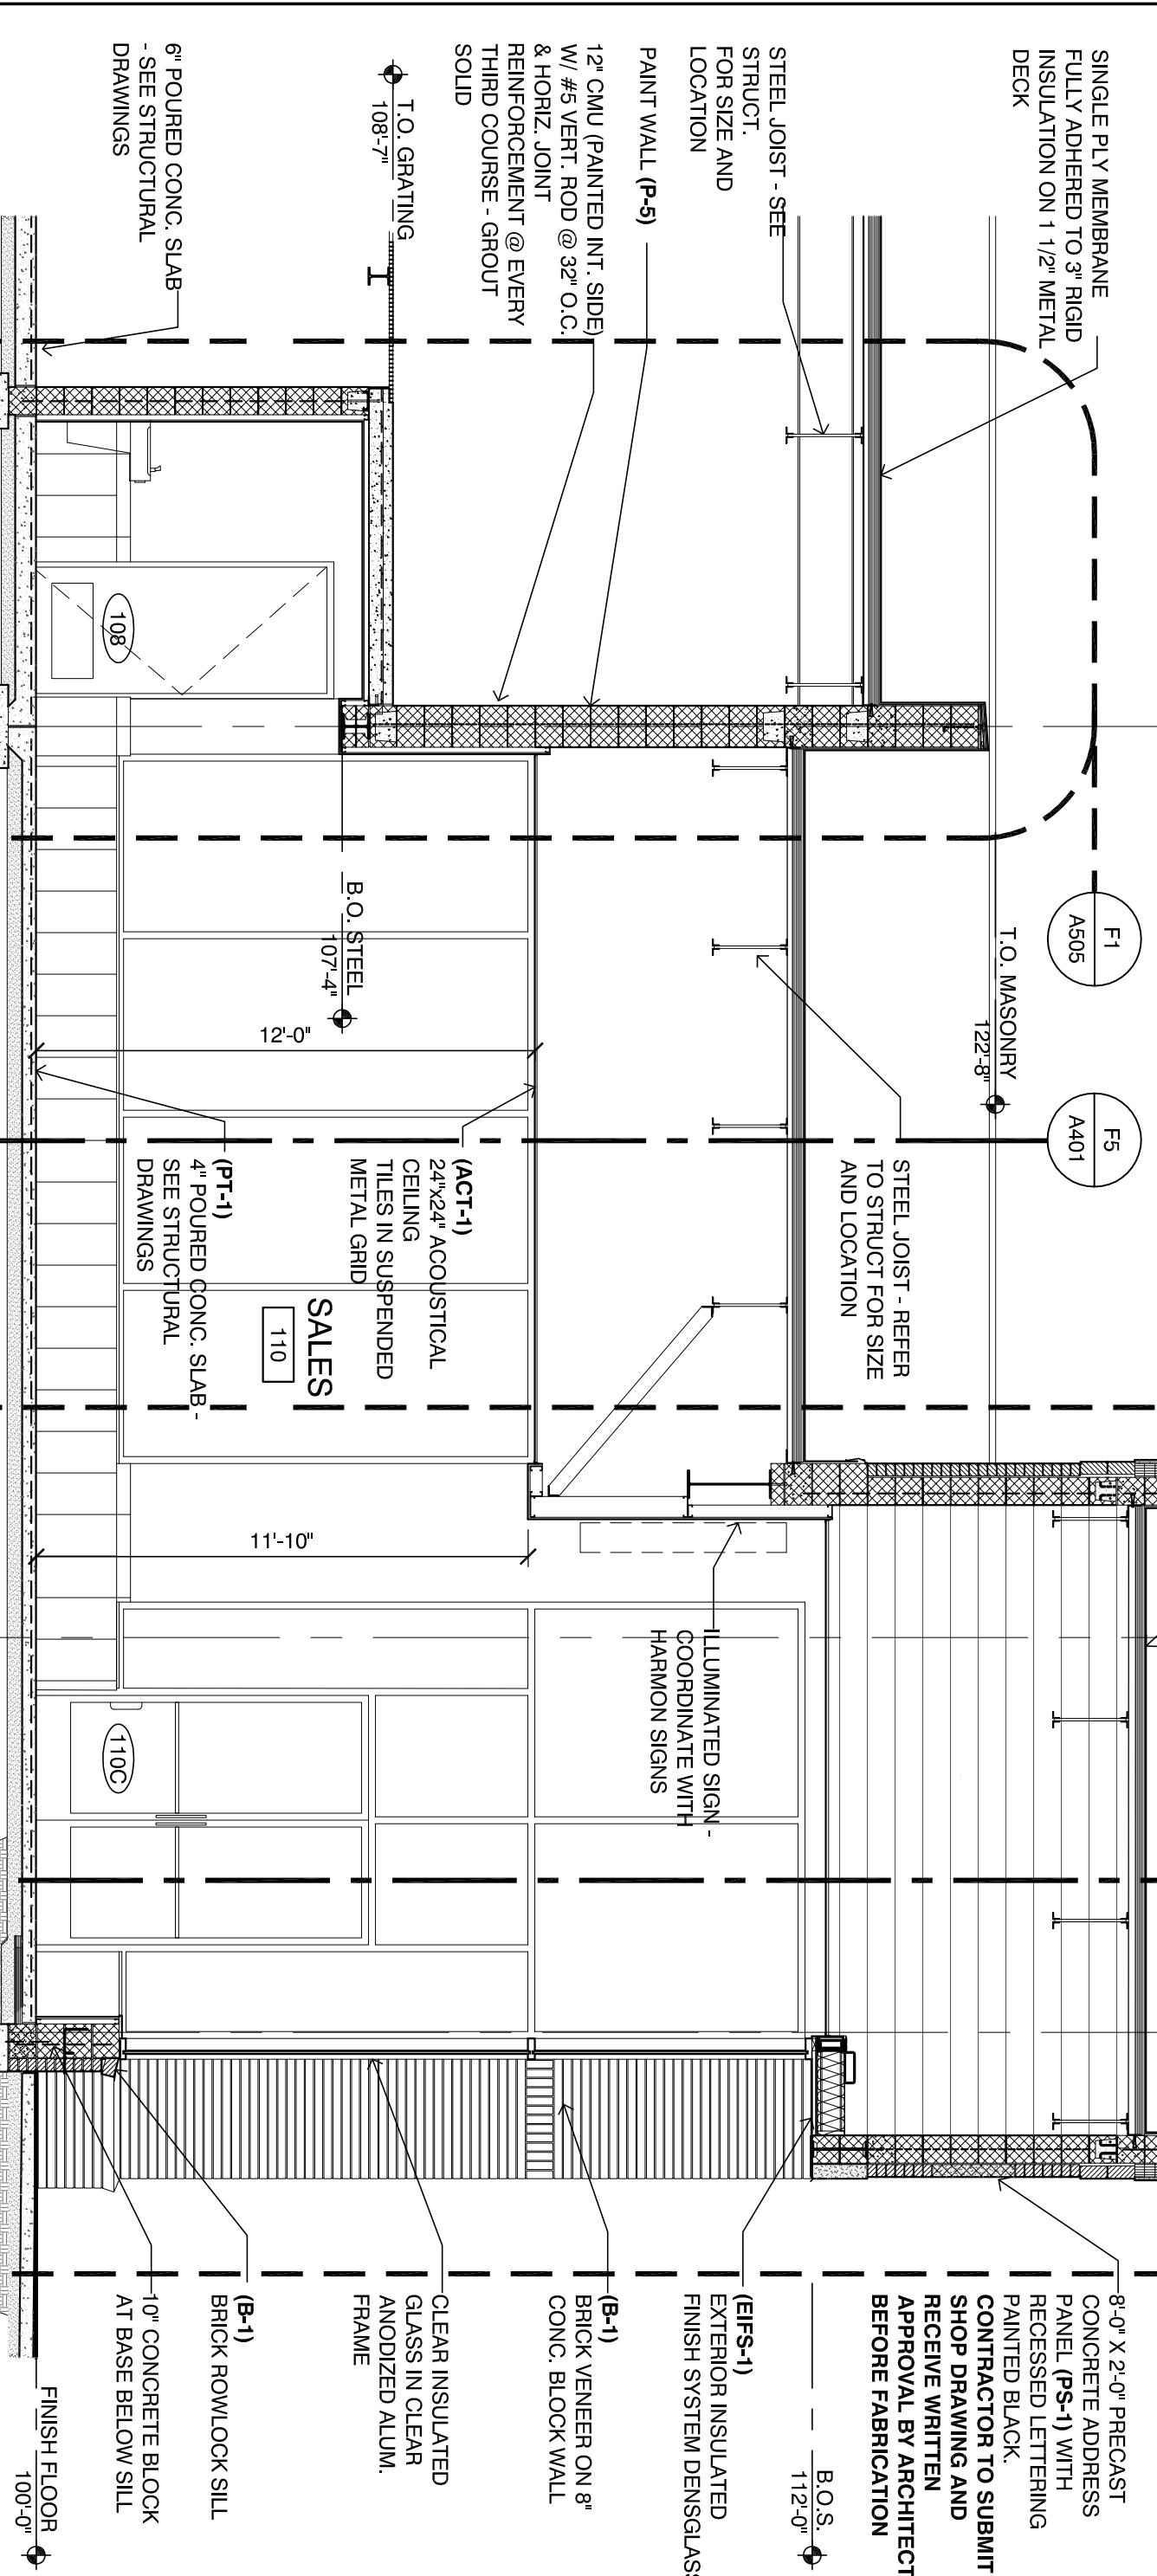 SINGLE PLY MEMBRANE
FULLY ADHERED TO 3" RIGID
INSULATION ON 1 1/2" METAL
DECK
STEEL JOIST - SEE
STRUCT.
FOR SIZE AND
LOCATION
PAINT WALL (P-5)
12" CMU (PAINTED INT. SIDE)
W/ #5 VERT. ROD @ 32" O.C.
& HORIZ. JOINT
REINFORCEMENT @ EVERY
THIRD COURSE - GROUT
SOLID
T.O. GRATING
108'-7"
6" POURED CONC. SLAB
- SEE STRUCTURAL
DRAWINGS
108
F1
A505
T.O. MASONRY
122'-8"
B.O. STEEL
107'-4"
12'-0"
F5
A401
STEEL JOIST - REFER
TO STRUCT FOR SIZE
AND LOCATION
(ACT-1)
24"x24" ACOUSTICAL
CEILING
TILES IN SUSPENDED
METAL GRID
(PT-1)
4" POURED CONC. SLAB -
SEE STRUCTURAL
DRAWINGS
SALES
110
11'-10"
ILLUMINATED SIGN -
COORDINATE WITH
HARMON SIGNS
110C
8'-0" X 2'-0" PRECAST
CONCRETE ADDRESS
PANEL (PS-1) WITH
RECESSED LETTERING
PAINTED BLACK.
CONTRACTOR TO SUBMIT
SHOP DRAWING AND
RECEIVE WRITTEN
APPROVAL BY ARCHITECT
BEFORE FABRICATION
B.O.S.
112'-0"
(EIFS-1)
EXTERIOR INSULATED
FINISH SYSTEM DENSGLASS
(B-1)
BRICK VENEER ON 8"
CONC. BLOCK WALL
CLEAR INSULATED
GLASS IN CLEAR
ANODIZED ALUM.
FRAME
(B-1)
BRICK ROWLOCK SILL
10" CONCRETE BLOCK
AT BASE BELOW SILL
FINISH FLOOR
100'-0"